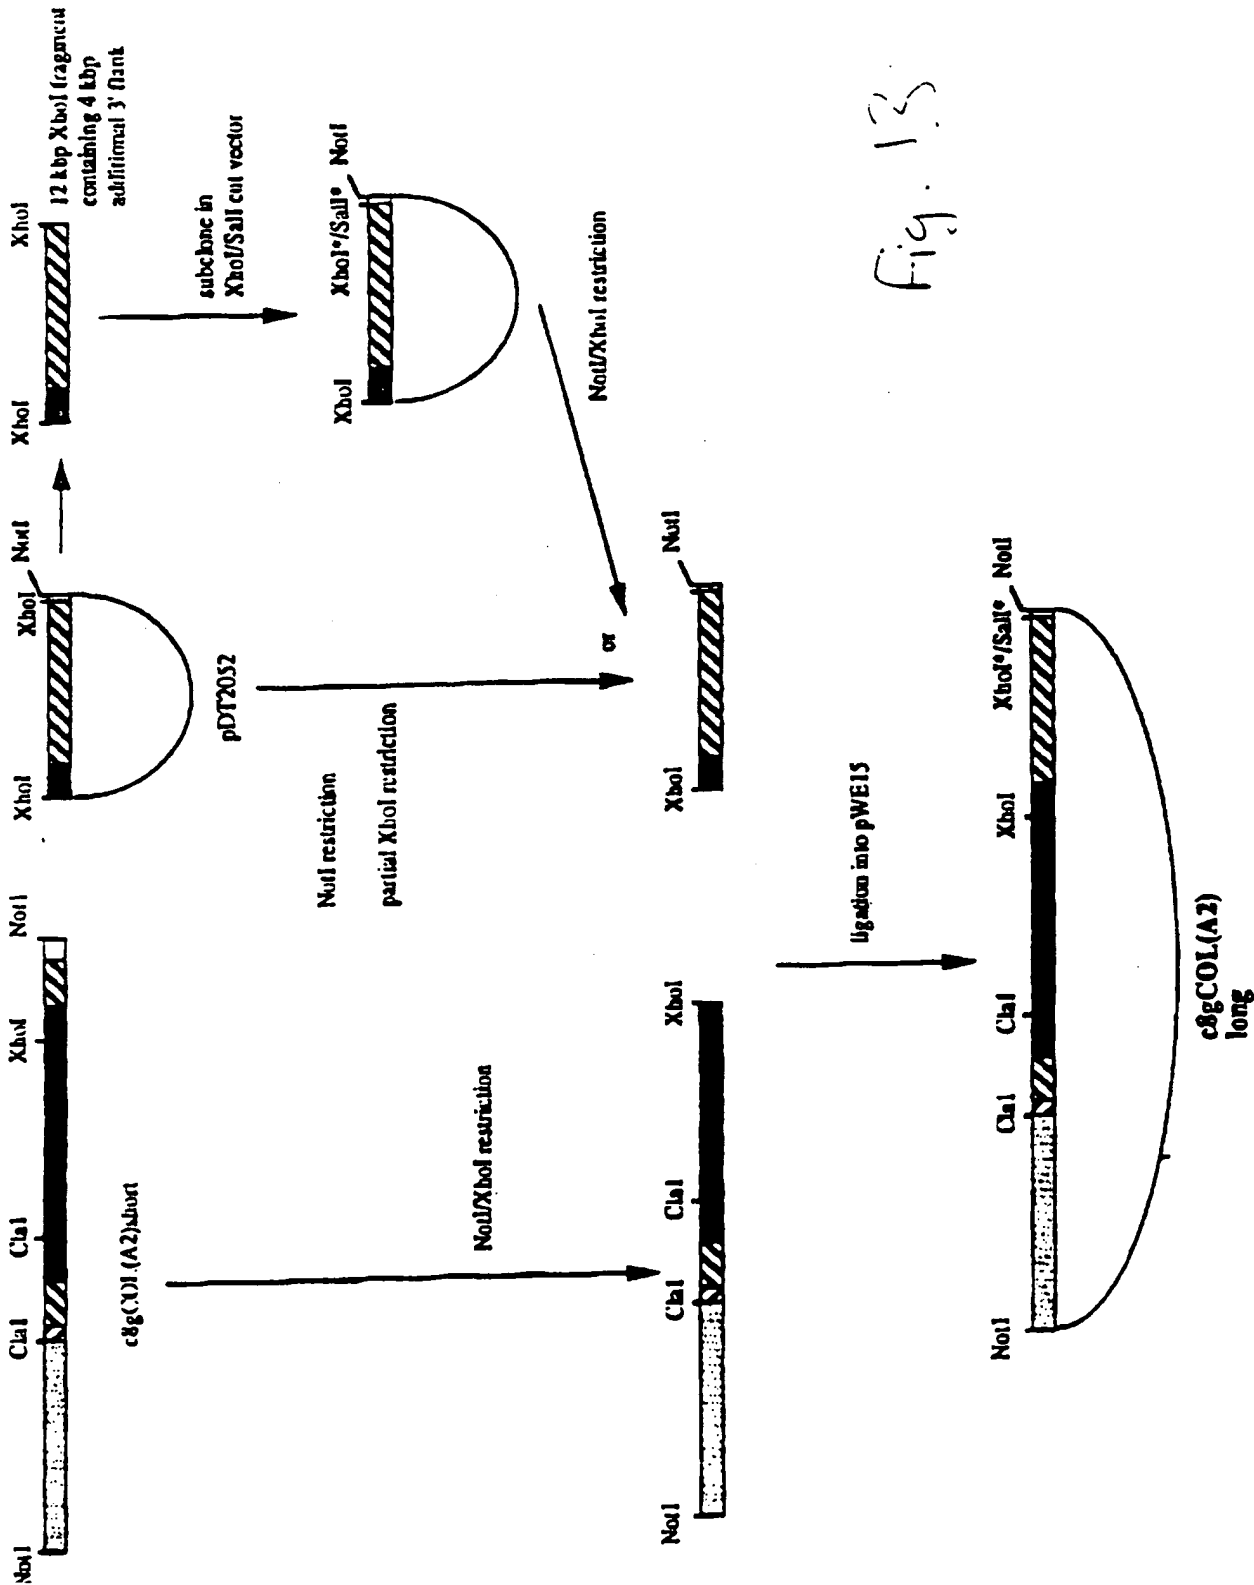 NotI
ClaI
ClaI
XhoI
NotI
c8gCOL(A2)short
XhoI
XhoI
NotI
pDT2052
XhoI
XhoI
12 kbp XhoI fragment
containing 4 kbp
additional 3' flank
subclone in
XhoI/SalI cut vector
XhoI
XhoI*/SalI*
NotI
NotI/XhoI restriction
NotI restriction
partial XhoI restriction
NotI/XhoI restriction
or
NotI
ClaI
ClaI
XhoI
XhoI
NotI
ligation into pWE15
NotI
ClaI
ClaI
XhoI
XhoI*/SalI*
NotI
c8gCOL(A2)
long
Fig. 13